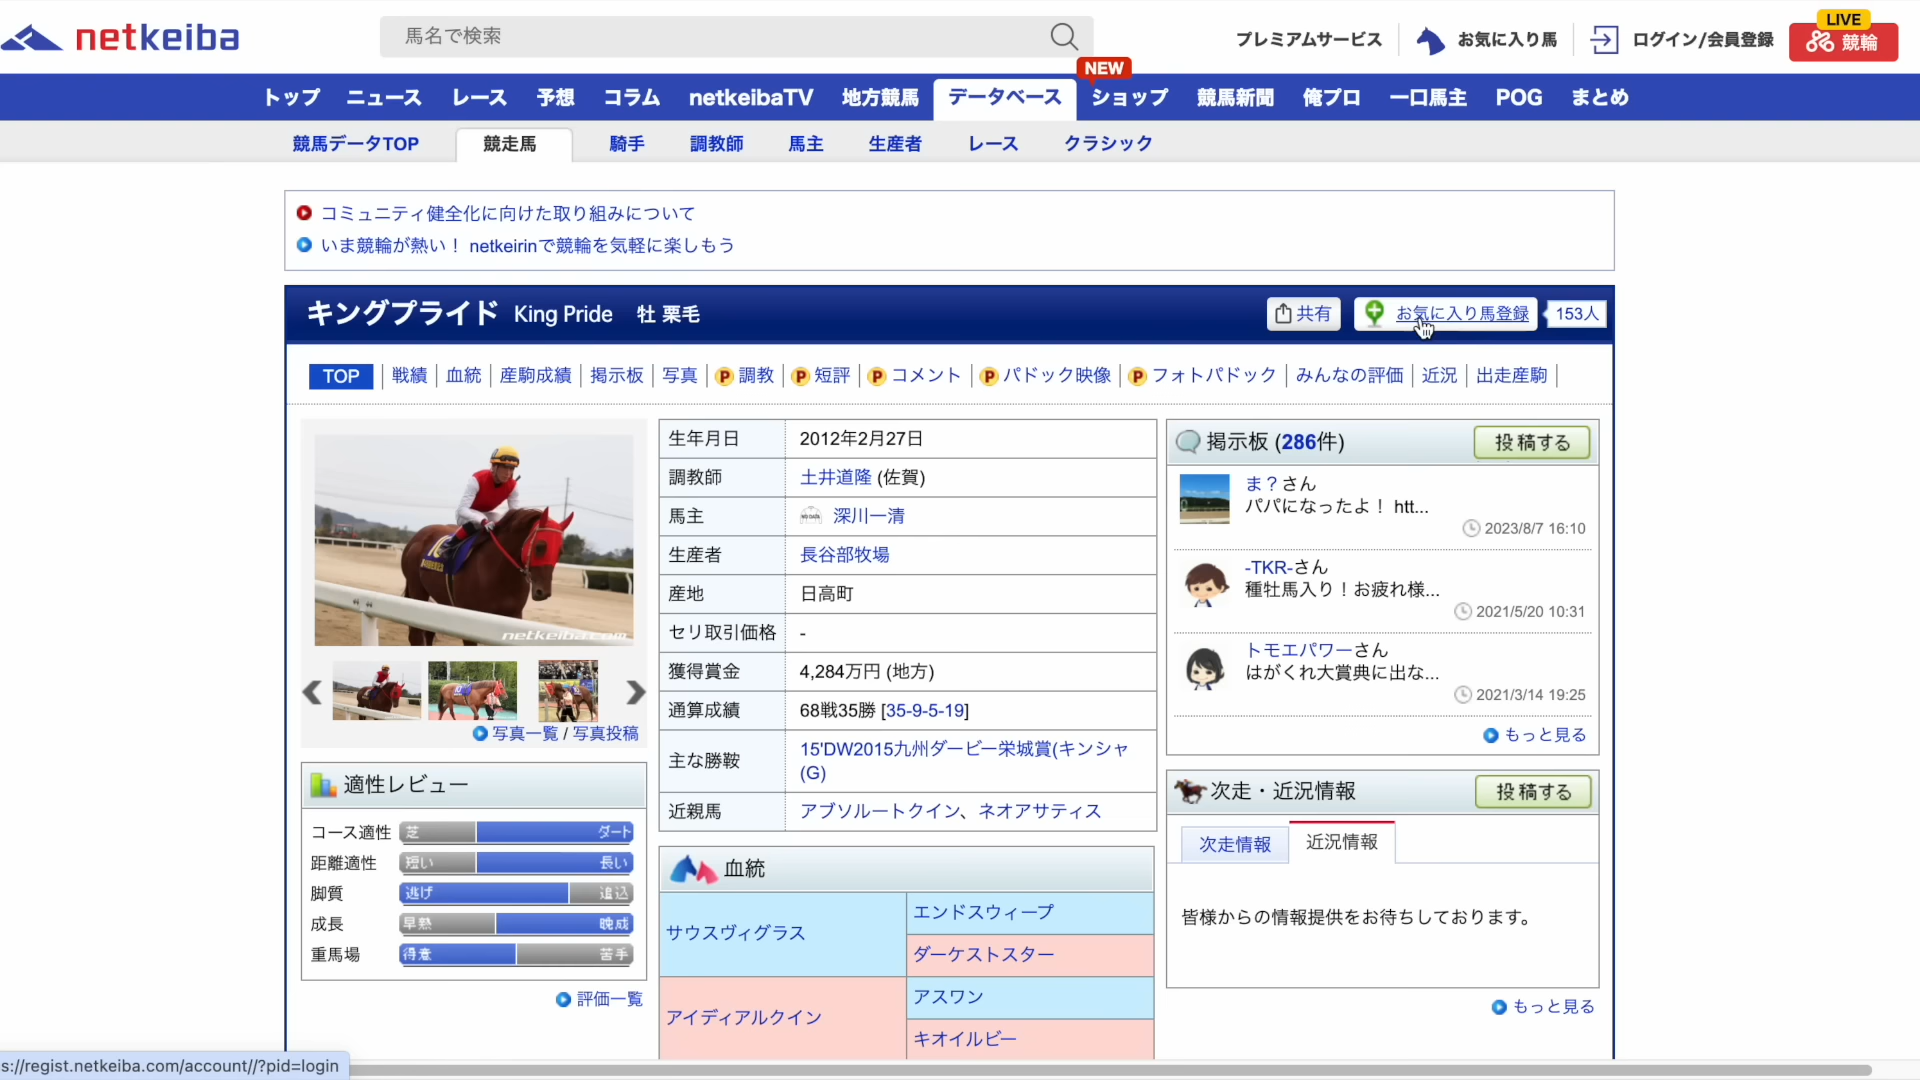 netkeiba
馬名で検索
プレミアムサービス
お気に入り馬
ログイン/会員登録
LIVE
競輪
NEW
トップ ニュース レース 予想 コラム netkeibaTV 地方競馬 データベース ショップ 競馬新聞 俺プロ 一口馬主 POG まとめ
競馬データTOP 競走馬 騎手 調教師 馬主 生産者 レース クラシック
コミュニティ健全化に向けた取り組みについて
いま競輪が熱い！ netkeirinで競輪を気軽に楽しもう
キングプライド King Pride 牡 栗毛
共有
お気に入り馬登録
153人
TOP 戦績 血統 産駒成績 掲示板 写真 P 調教 P 短評 P コメント P パドック映像 P フォトパドック みんなの評価 近況 出走産駒
netkeiba.com
写真一覧 / 写真投稿
適性レビュー
コース適性 芝 ダート
距離適性 短い 長い
脚質 逃げ 追込
成長 早熟 晩成
重馬場 得意 苦手
評価一覧
生年月日 2012年2月27日
調教師 土井道隆 (佐賀)
馬主 深川一清
生産者 長谷部牧場
産地 日高町
セリ取引価格 -
獲得賞金 4,284万円 (地方)
通算成績 68戦35勝 [35-9-5-19]
主な勝鞍 15'DW2015九州ダービー栄城賞(キンシャ
(G)
近親馬 アブソルートクイン、ネオアサティス
血統
サウスヴィグラス
エンドスウィープ
ダーケストスター
アイディアルクイン
アスワン
キオイルビー
掲示板 (286件)
投稿する
ま？さん
パパになったよ！ htt...
2023/8/7 16:10
-TKR-さん
種牡馬入り！お疲れ様...
2021/5/20 10:31
トモエパワーさん
はがくれ大賞典に出な...
2021/3/14 19:25
もっと見る
次走・近況情報
投稿する
次走情報 近況情報
皆様からの情報提供をお待ちしております。
もっと見る
s://regist.netkeiba.com/account//?pid=login